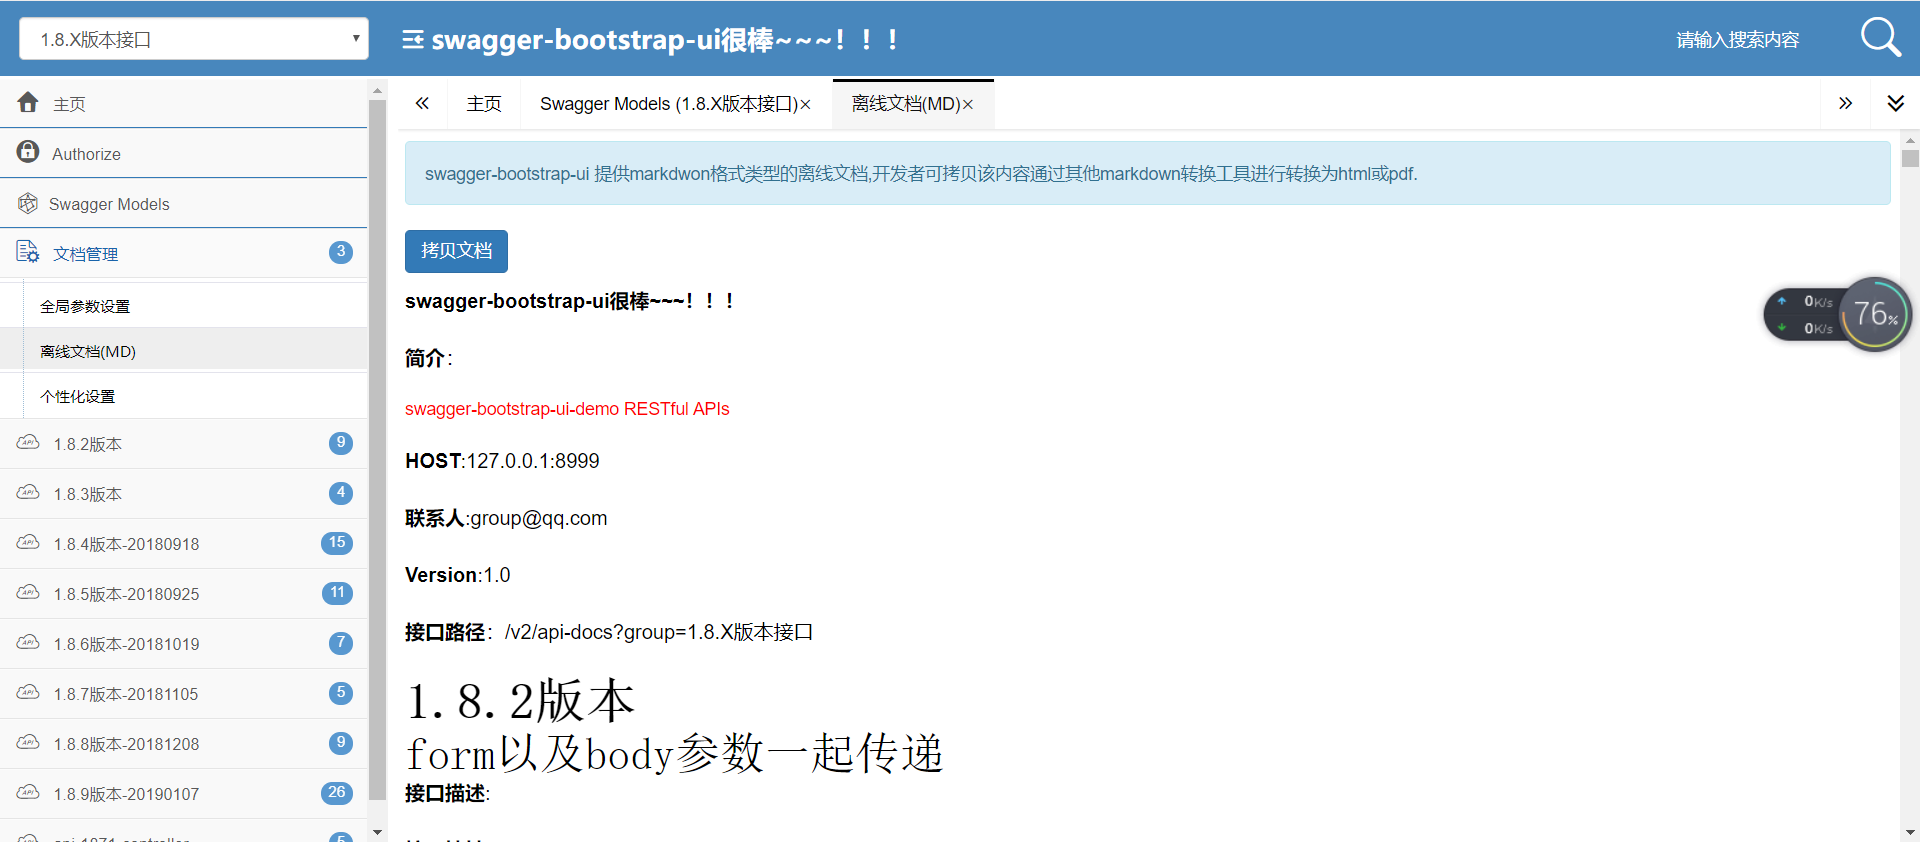 1.8.X版本接口
swagger-bootstrap-ui很棒~~~！！！
请输入搜索内容
主页
Authorize
Swagger Models
文档管理 3
全局参数设置
离线文档(MD)
个性化设置
1.8.2版本 9
1.8.3版本 4
1.8.4版本-20180918 15
1.8.5版本-20180925 11
1.8.6版本-20181019 7
1.8.7版本-20181105 5
1.8.8版本-20181208 9
1.8.9版本-20190107 26
主页
Swagger Models (1.8.X版本接口)×
离线文档(MD)×
swagger-bootstrap-ui 提供markdwon格式类型的离线文档,开发者可拷贝该内容通过其他markdown转换工具进行转换为html或pdf.
拷贝文档
swagger-bootstrap-ui很棒~~~！！！
简介：
swagger-bootstrap-ui-demo RESTful APIs
HOST:127.0.0.1:8999
联系人:group@qq.com
Version:1.0
接口路径：/v2/api-docs?group=1.8.X版本接口
1.8.2版本
form以及body参数一起传递
接口描述:
0K/s
0K/s
76%